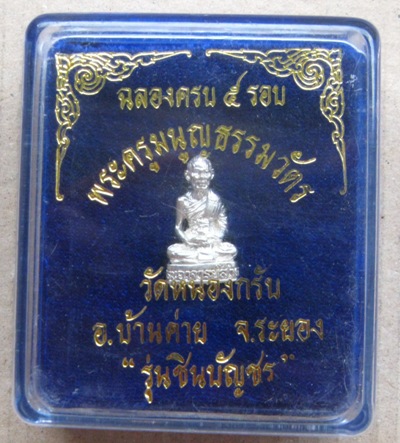 ฉลองครบ ๕ รอบ
พระครูมนูญธรรมวัตร
วัดหนองกรับ
อ.บ้านค่าย จ.ระยอง
"รุ่นชินบัญชร"